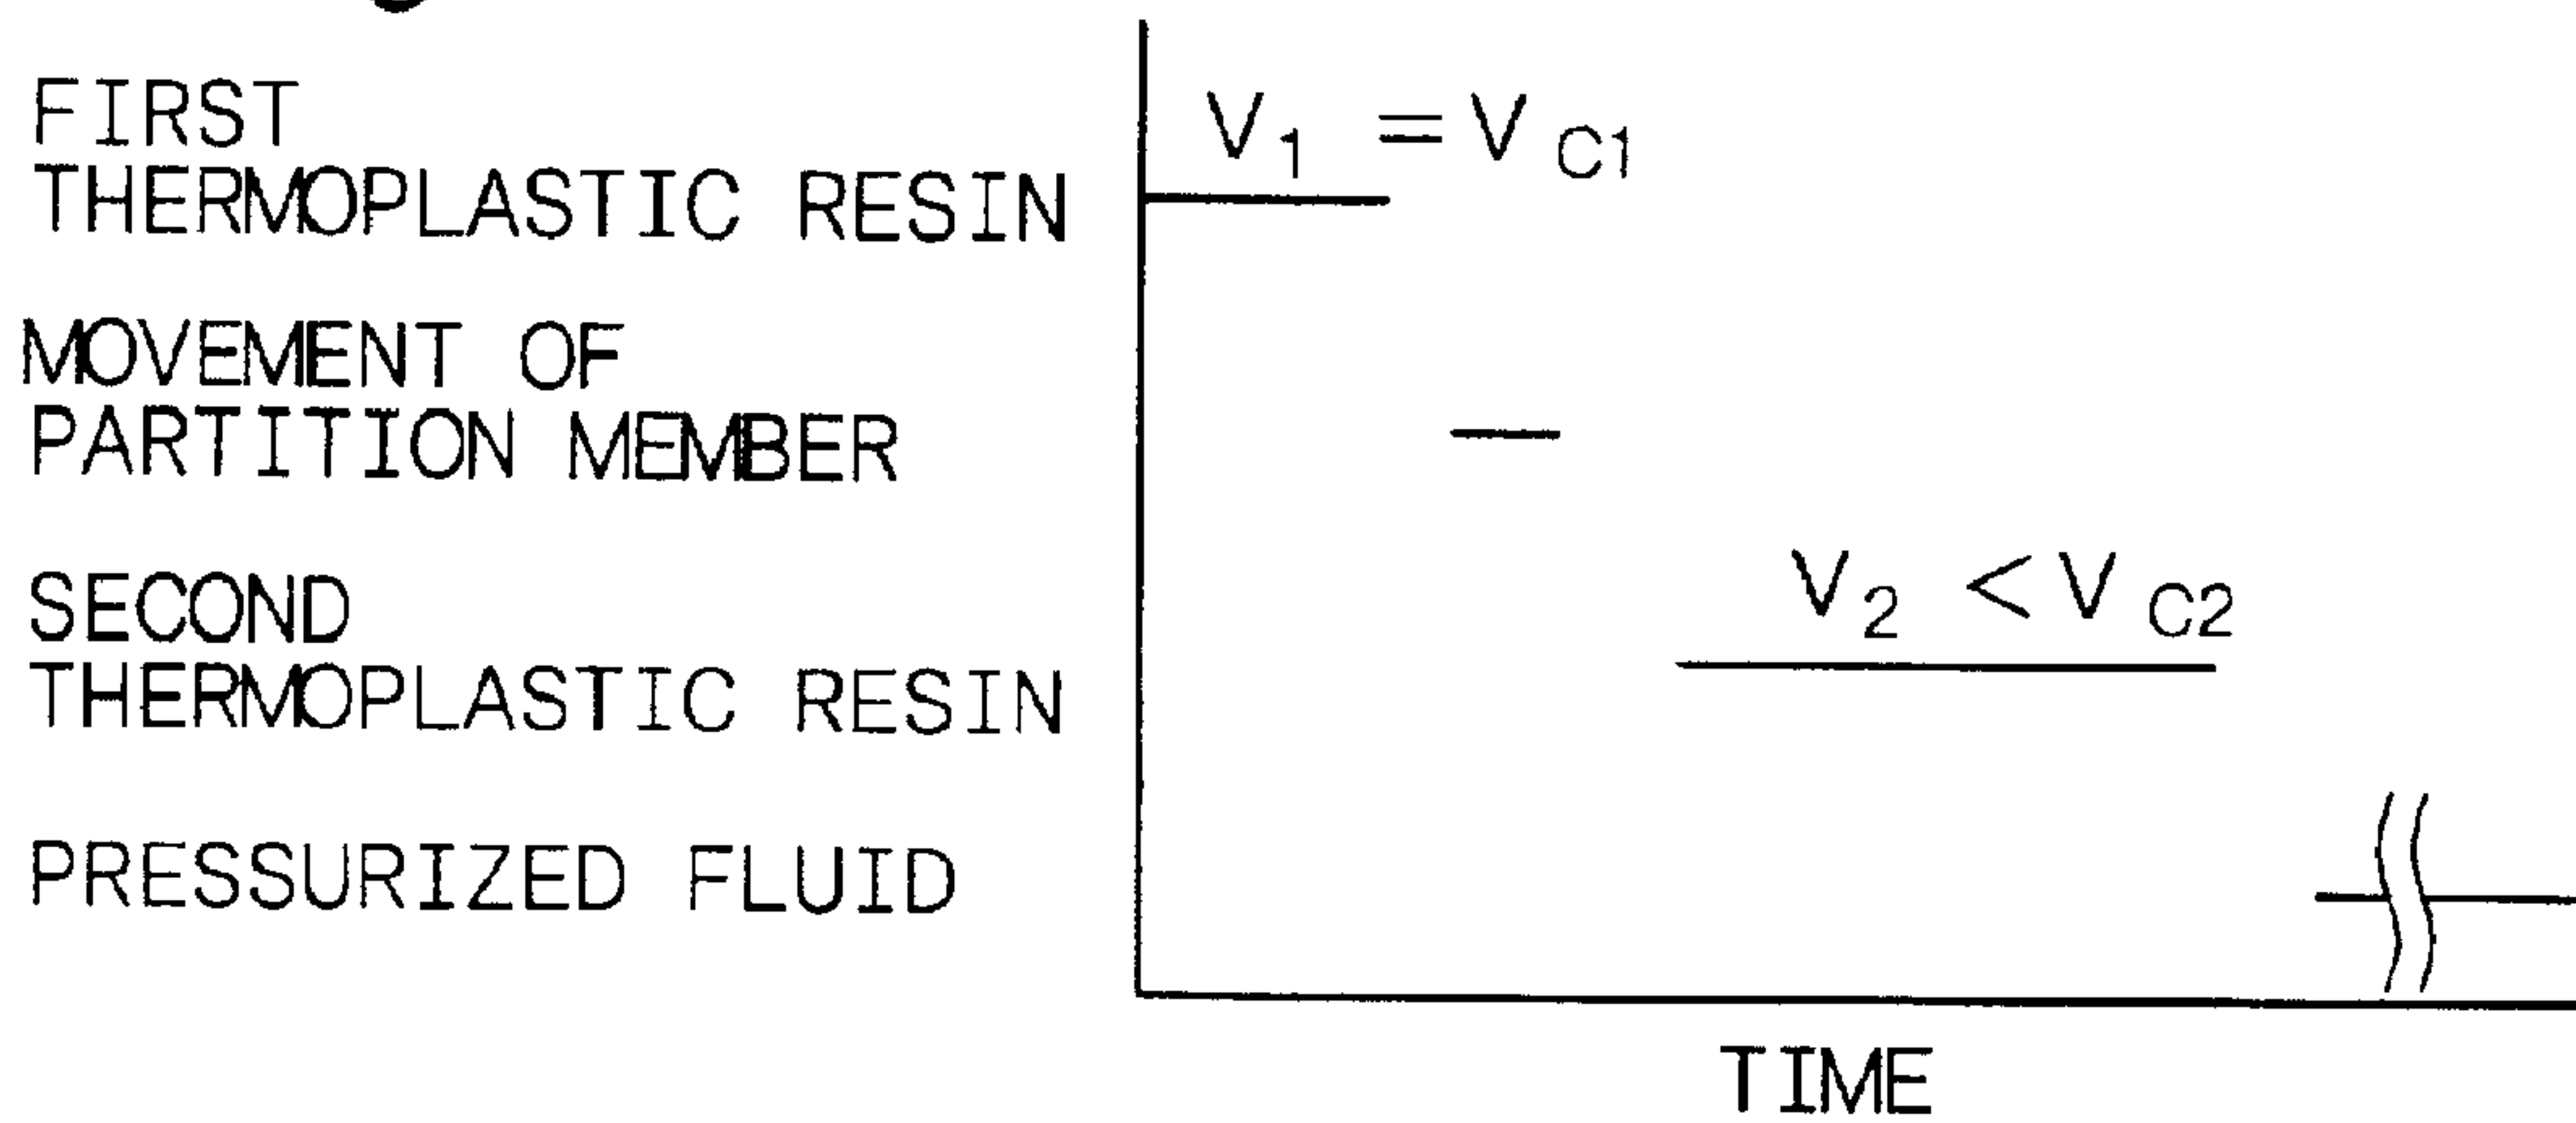 FIRST
THERMOPLASTIC RESIN
V1 = VC1
MOVEMENT OF
PARTITION MEMBER
SECOND
THERMOPLASTIC RESIN
V2 < VC2
PRESSURIZED FLUID
TIME